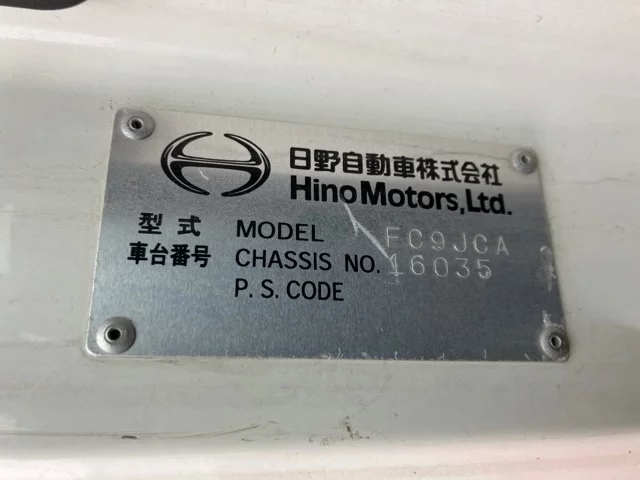 日野自動車株式会社
Hino Motors, Ltd.
型式 MODEL FC9JCA
車台番号 CHASSIS NO. 16035
P. S. CODE